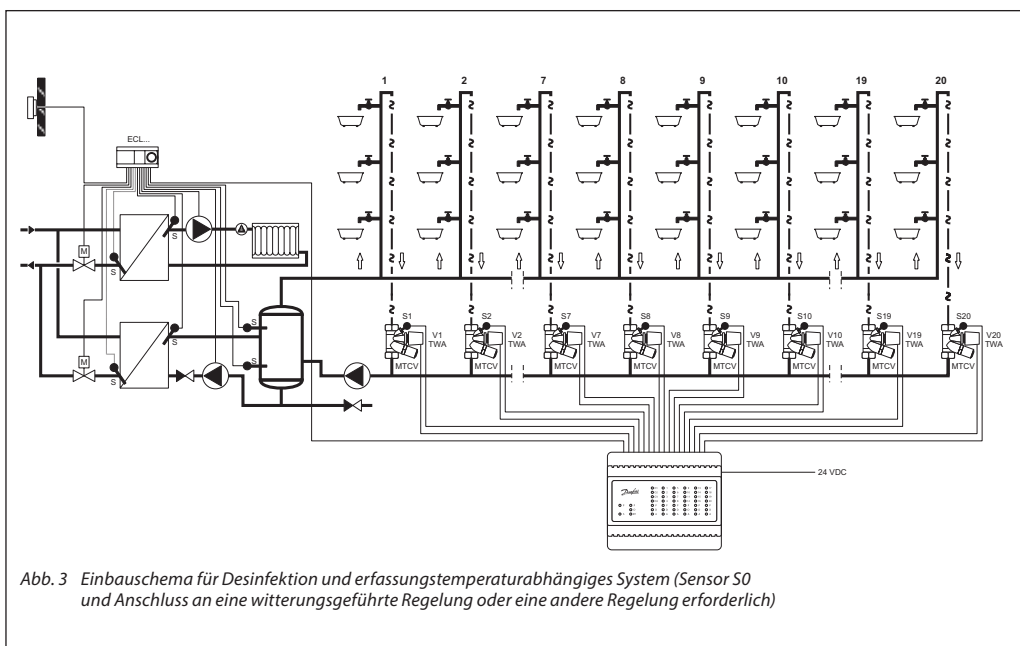 1 2 7 8 9 10 19 20
ECL...
M
S
S
M
S
S
S
S
S1 S2 S7 S8 S9 S10 S19 S20
V1 V2 V7 V8 V9 V10 V19 V20
TWA TWA TWA TWA TWA TWA TWA TWA
MTCV MTCV MTCV MTCV MTCV MTCV MTCV MTCV
24 VDC
Danfoss
Abb. 3 Einbauschema für Desinfektion und erfassungstemperaturabhängiges System (Sensor S0
und Anschluss an eine witterungsgeführte Regelung oder eine andere Regelung erforderlich)